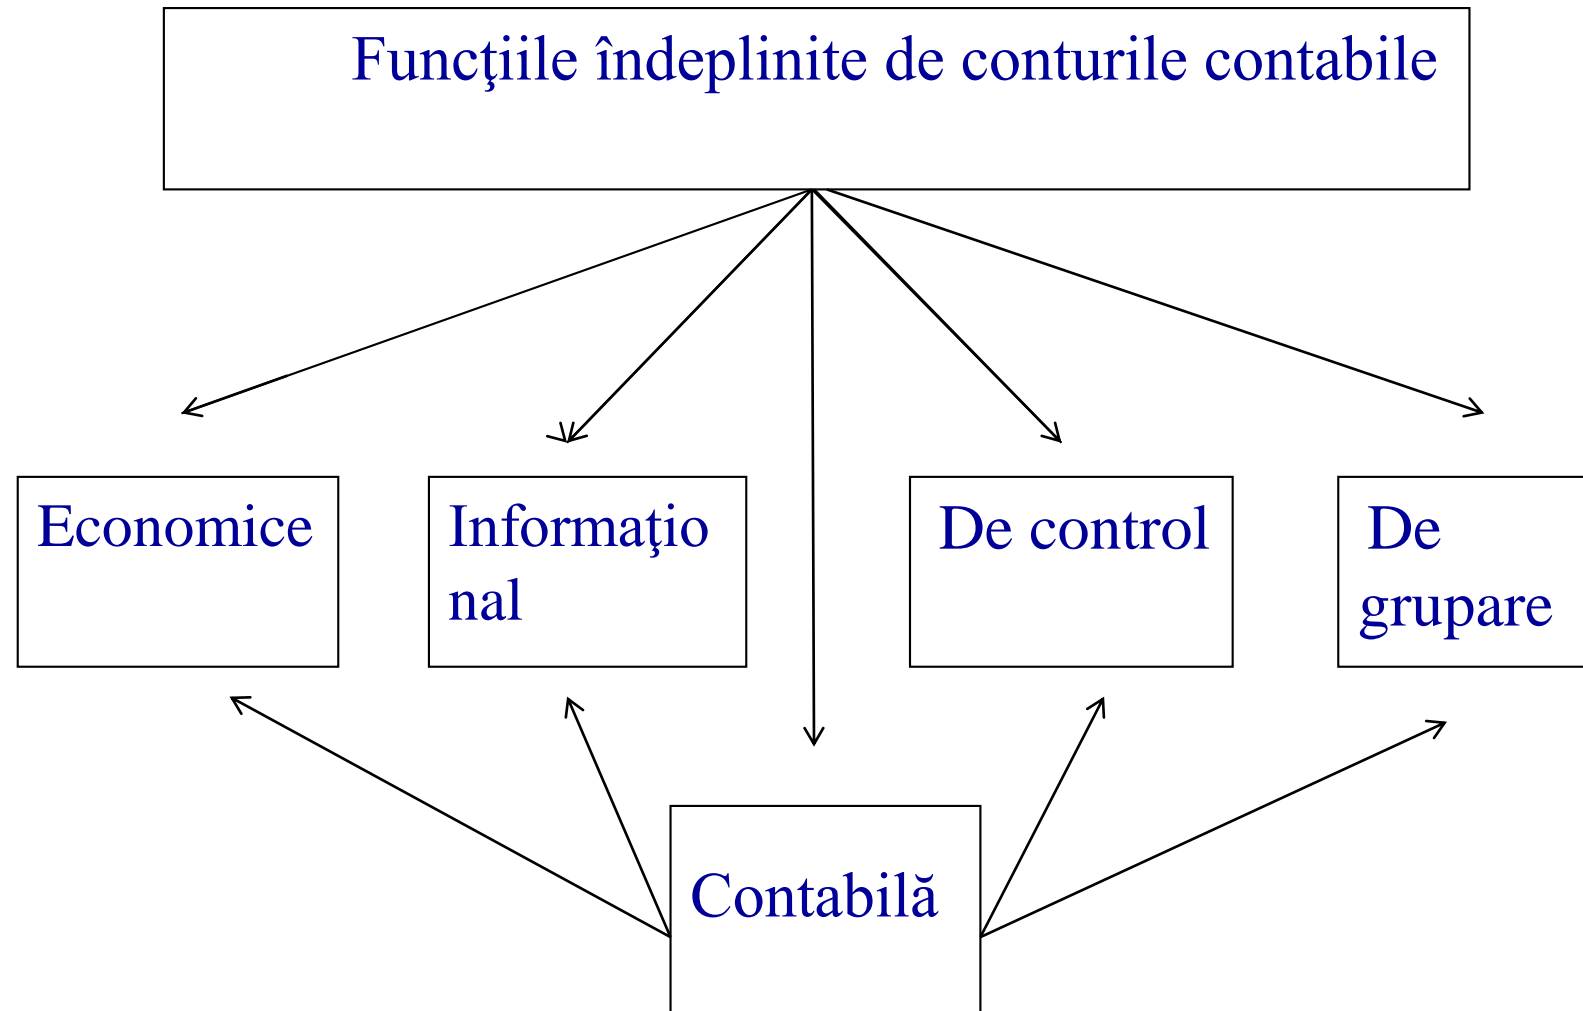 Funcţiile îndeplinite de conturile contabile
Economice
Informaţio
nal
De control
De
grupare
Contabilă